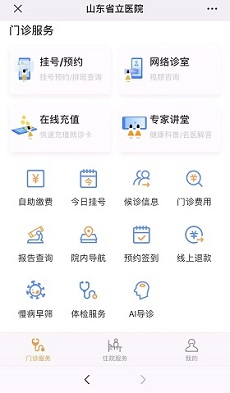 山东省立医院
门诊服务
挂号/预约
挂号预约/排班查询
网络诊室
视频咨询
在线充值
快速充值就诊卡
专家讲堂
健康科普/名医解答
自助缴费
今日挂号
候诊信息
门诊费用
报告查询
院内导航
预约签到
线上退款
慢病早筛
体检服务
AI导诊
门诊服务
住院服务
我的